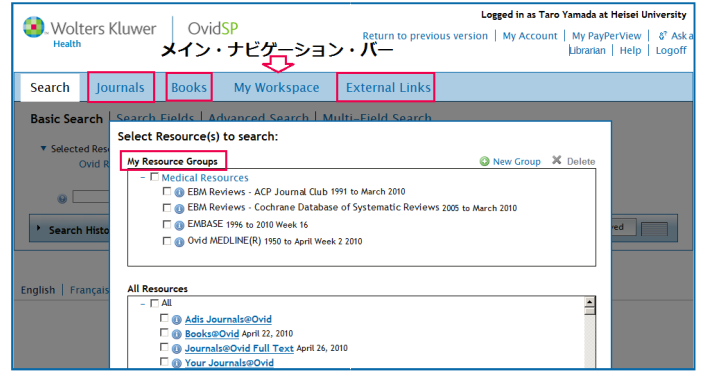 Logged in as Taro Yamada at Heisei University
Wolters Kluwer | OvidSP
Health
Return to previous version | My Account | My PayPerView | Ask a
Librarian | Help | Logoff
メイン・ナビゲーション・バー
Search Journals Books My Workspace External Links
Basic Search | Search Fields | Advanced Search | Multi-Field Search
Select Resource(s) to search:
Selected
Ovid
My Resource Groups
New Group Delete
Medical Resources
EBM Reviews - ACP Journal Club 1991 to March 2010
EBM Reviews - Cochrane Database of Systematic Reviews 2005 to March 2010
EMBASE 1996 to 2010 Week 16
Ovid MEDLINE(R) 1950 to April Week 2 2010
Search Histo
ved
English | Français
All Resources
All
Adis Journals@Ovid
Books@Ovid April 22, 2010
Journals@Ovid Full Text April 26, 2010
Your Journals@Ovid